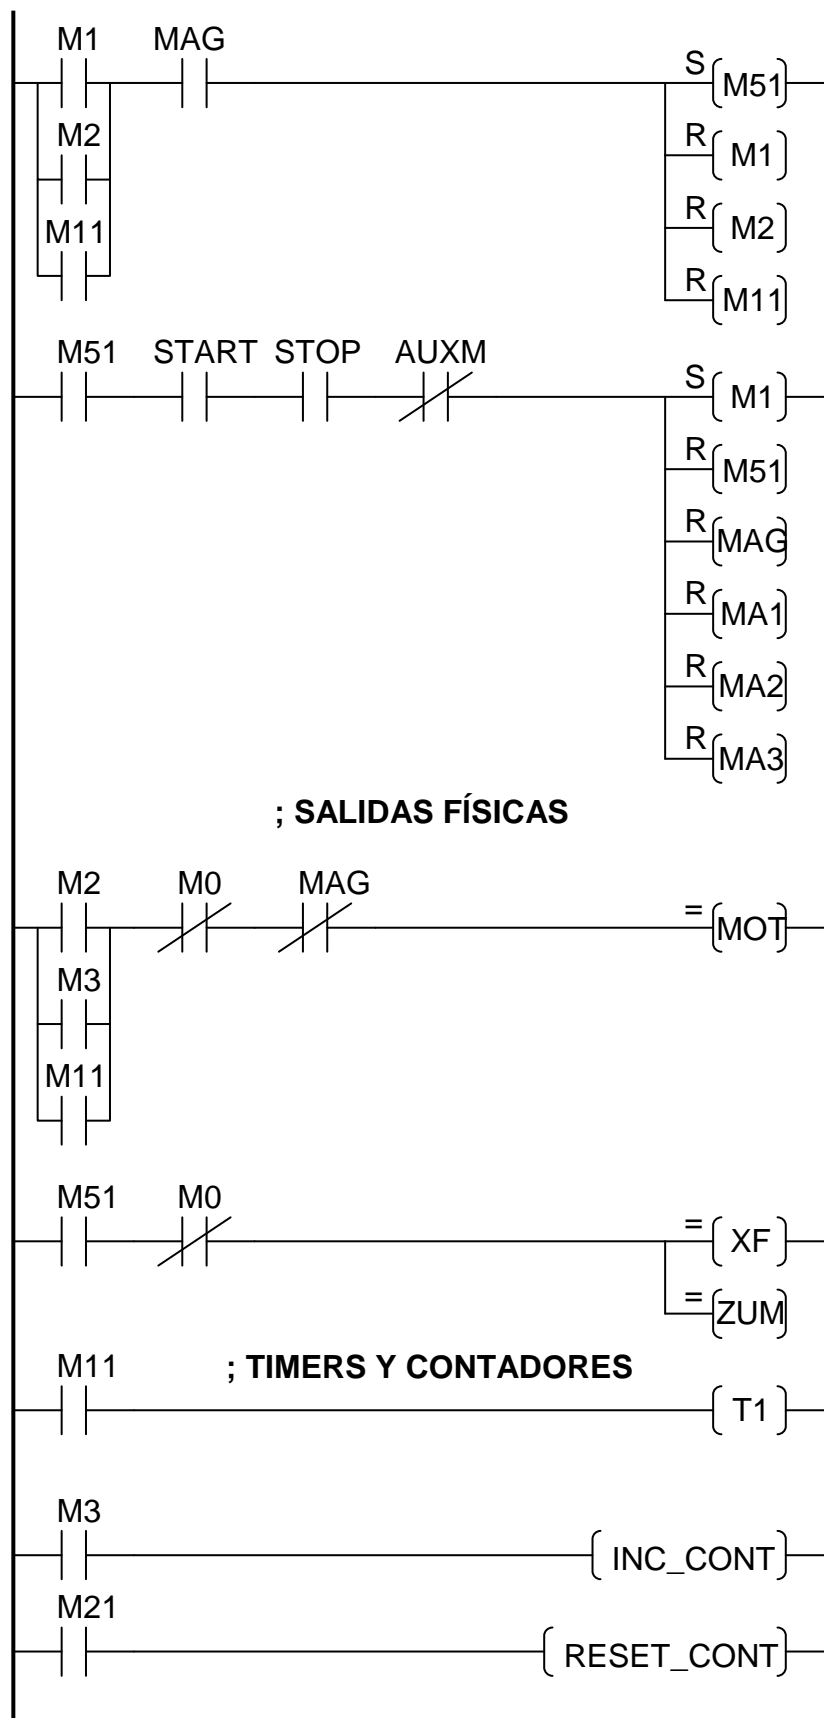 M1 MAG
S M51
M2
R M1
M11
R M2
R M11
M51 START STOP AUXM
S M1
R M51
R MAG
R MA1
R MA2
R MA3
; SALIDAS FÍSICAS
M2 M0 MAG
= MOT
M3
M11
M51 M0
= XF
= ZUM
M11 ; TIMERS Y CONTADORES
T1
M3
INC_CONT
M21
RESET_CONT